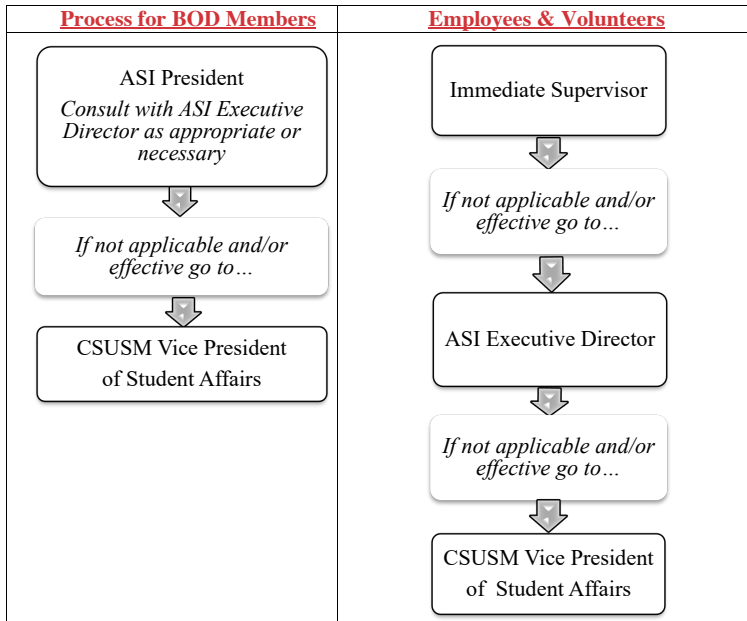 Process for BOD Members
ASI President
Consult with ASI Executive
Director as appropriate or
necessary
If not applicable and/or
effective go to…
CSUSM Vice President
of Student Affairs
Employees & Volunteers
Immediate Supervisor
If not applicable and/or
effective go to…
ASI Executive Director
If not applicable and/or
effective go to…
CSUSM Vice President
of Student Affairs